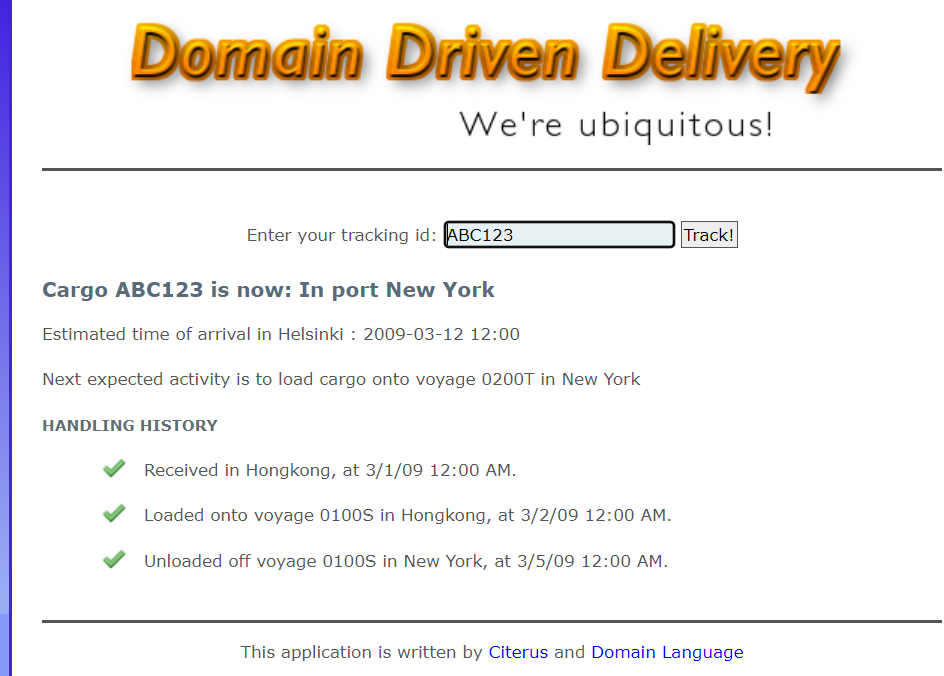 Domain Driven Delivery
We're ubiquitous!
Enter your tracking id: ABC123 Track!
Cargo ABC123 is now: In port New York
Estimated time of arrival in Helsinki : 2009-03-12 12:00
Next expected activity is to load cargo onto voyage 0200T in New York
HANDLING HISTORY
Received in Hongkong, at 3/1/09 12:00 AM.
Loaded onto voyage 0100S in Hongkong, at 3/2/09 12:00 AM.
Unloaded off voyage 0100S in New York, at 3/5/09 12:00 AM.
This application is written by Citerus and Domain Language